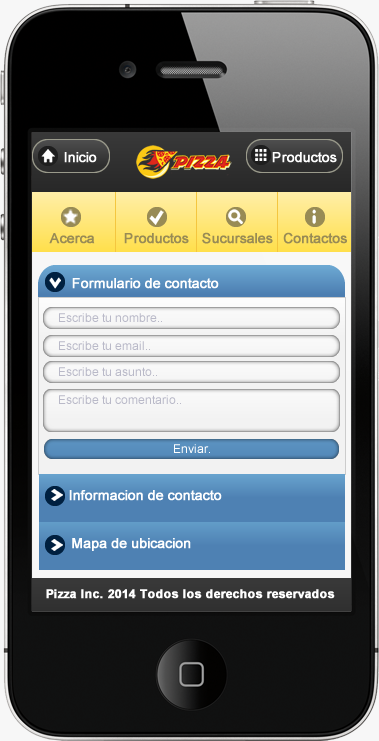 Inicio
PIZZA
Productos
Acerca
Productos
Sucursales
Contactos
Formulario de contacto
Escribe tu nombre..
Escribe tu email..
Escribe tu asunto..
Escribe tu comentario..
Enviar.
Informacion de contacto
Mapa de ubicacion
Pizza Inc. 2014 Todos los derechos reservados